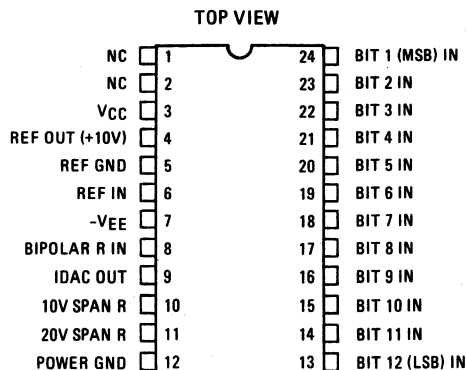 TOP VIEW
NC 1 24 BIT 1 (MSB) IN
NC 2 23 BIT 2 IN
VCC 3 22 BIT 3 IN
REF OUT (+10V) 4 21 BIT 4 IN
REF GND 5 20 BIT 5 IN
REF IN 6 19 BIT 6 IN
-VEE 7 18 BIT 7 IN
BIPOLAR R IN 8 17 BIT 8 IN
IDAC OUT 9 16 BIT 9 IN
10V SPAN R 10 15 BIT 10 IN
20V SPAN R 11 14 BIT 11 IN
POWER GND 12 13 BIT 12 (LSB) IN